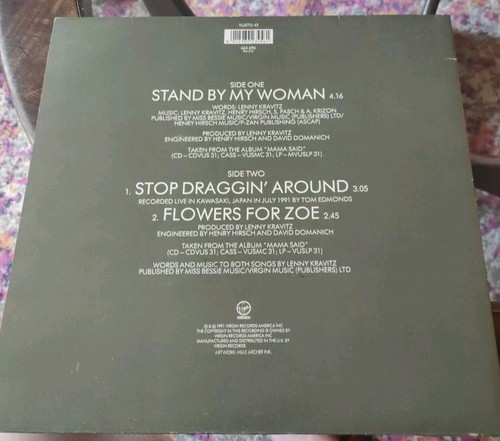 VUSTG 43
SIDE ONE
STAND BY MY WOMAN 4.16
WORDS: LENNY KRAVITZ
MUSIC: LENNY KRAVITZ, HENRY HIRSCH, S. PASCH & A. KRIZON
PUBLISHED BY MISS BESSIE MUSIC/VIRGIN MUSIC (PUBLISHERS) LTD/
HENRY HIRSCH MUSIC/P-ZAN PUBLISHING (ASCAP)
PRODUCED BY LENNY KRAVITZ
ENGINEERED BY HENRY HIRSCH AND DAVID DOMANICH
TAKEN FROM THE ALBUM "MAMA SAID"
(CD – CDVUS 31; CASS – VUSMC 31; LP – MVUSLP 31)
SIDE TWO
1. STOP DRAGGIN' AROUND 3.05
RECORDED LIVE IN KAWASAKI, JAPAN IN JULY 1991 BY TOM EDMONDS
2. FLOWERS FOR ZOE 2.45
PRODUCED BY LENNY KRAVITZ
ENGINEERED BY HENRY HIRSCH AND DAVID DOMANICH
TAKEN FROM THE ALBUM "MAMA SAID"
(CD – CDVUS 31; CASS – VUSMC 31; LP – VUSLP 31)
WORDS AND MUSIC TO BOTH SONGS BY LENNY KRAVITZ
PUBLISHED BY MISS BESSIE MUSIC/VIRGIN MUSIC (PUBLISHERS) LTD
Virgin
℗ & © 1991 VIRGIN RECORDS AMERICA INC
THE COPYRIGHT IN THIS RECORDING IS OWNED BY
VIRGIN RECORDS AMERICA INC
MANUFACTURED AND DISTRIBUTED IN THE U.K. BY
VIRGIN RECORDS
ARTWORK: HILLS ARCHER INK.